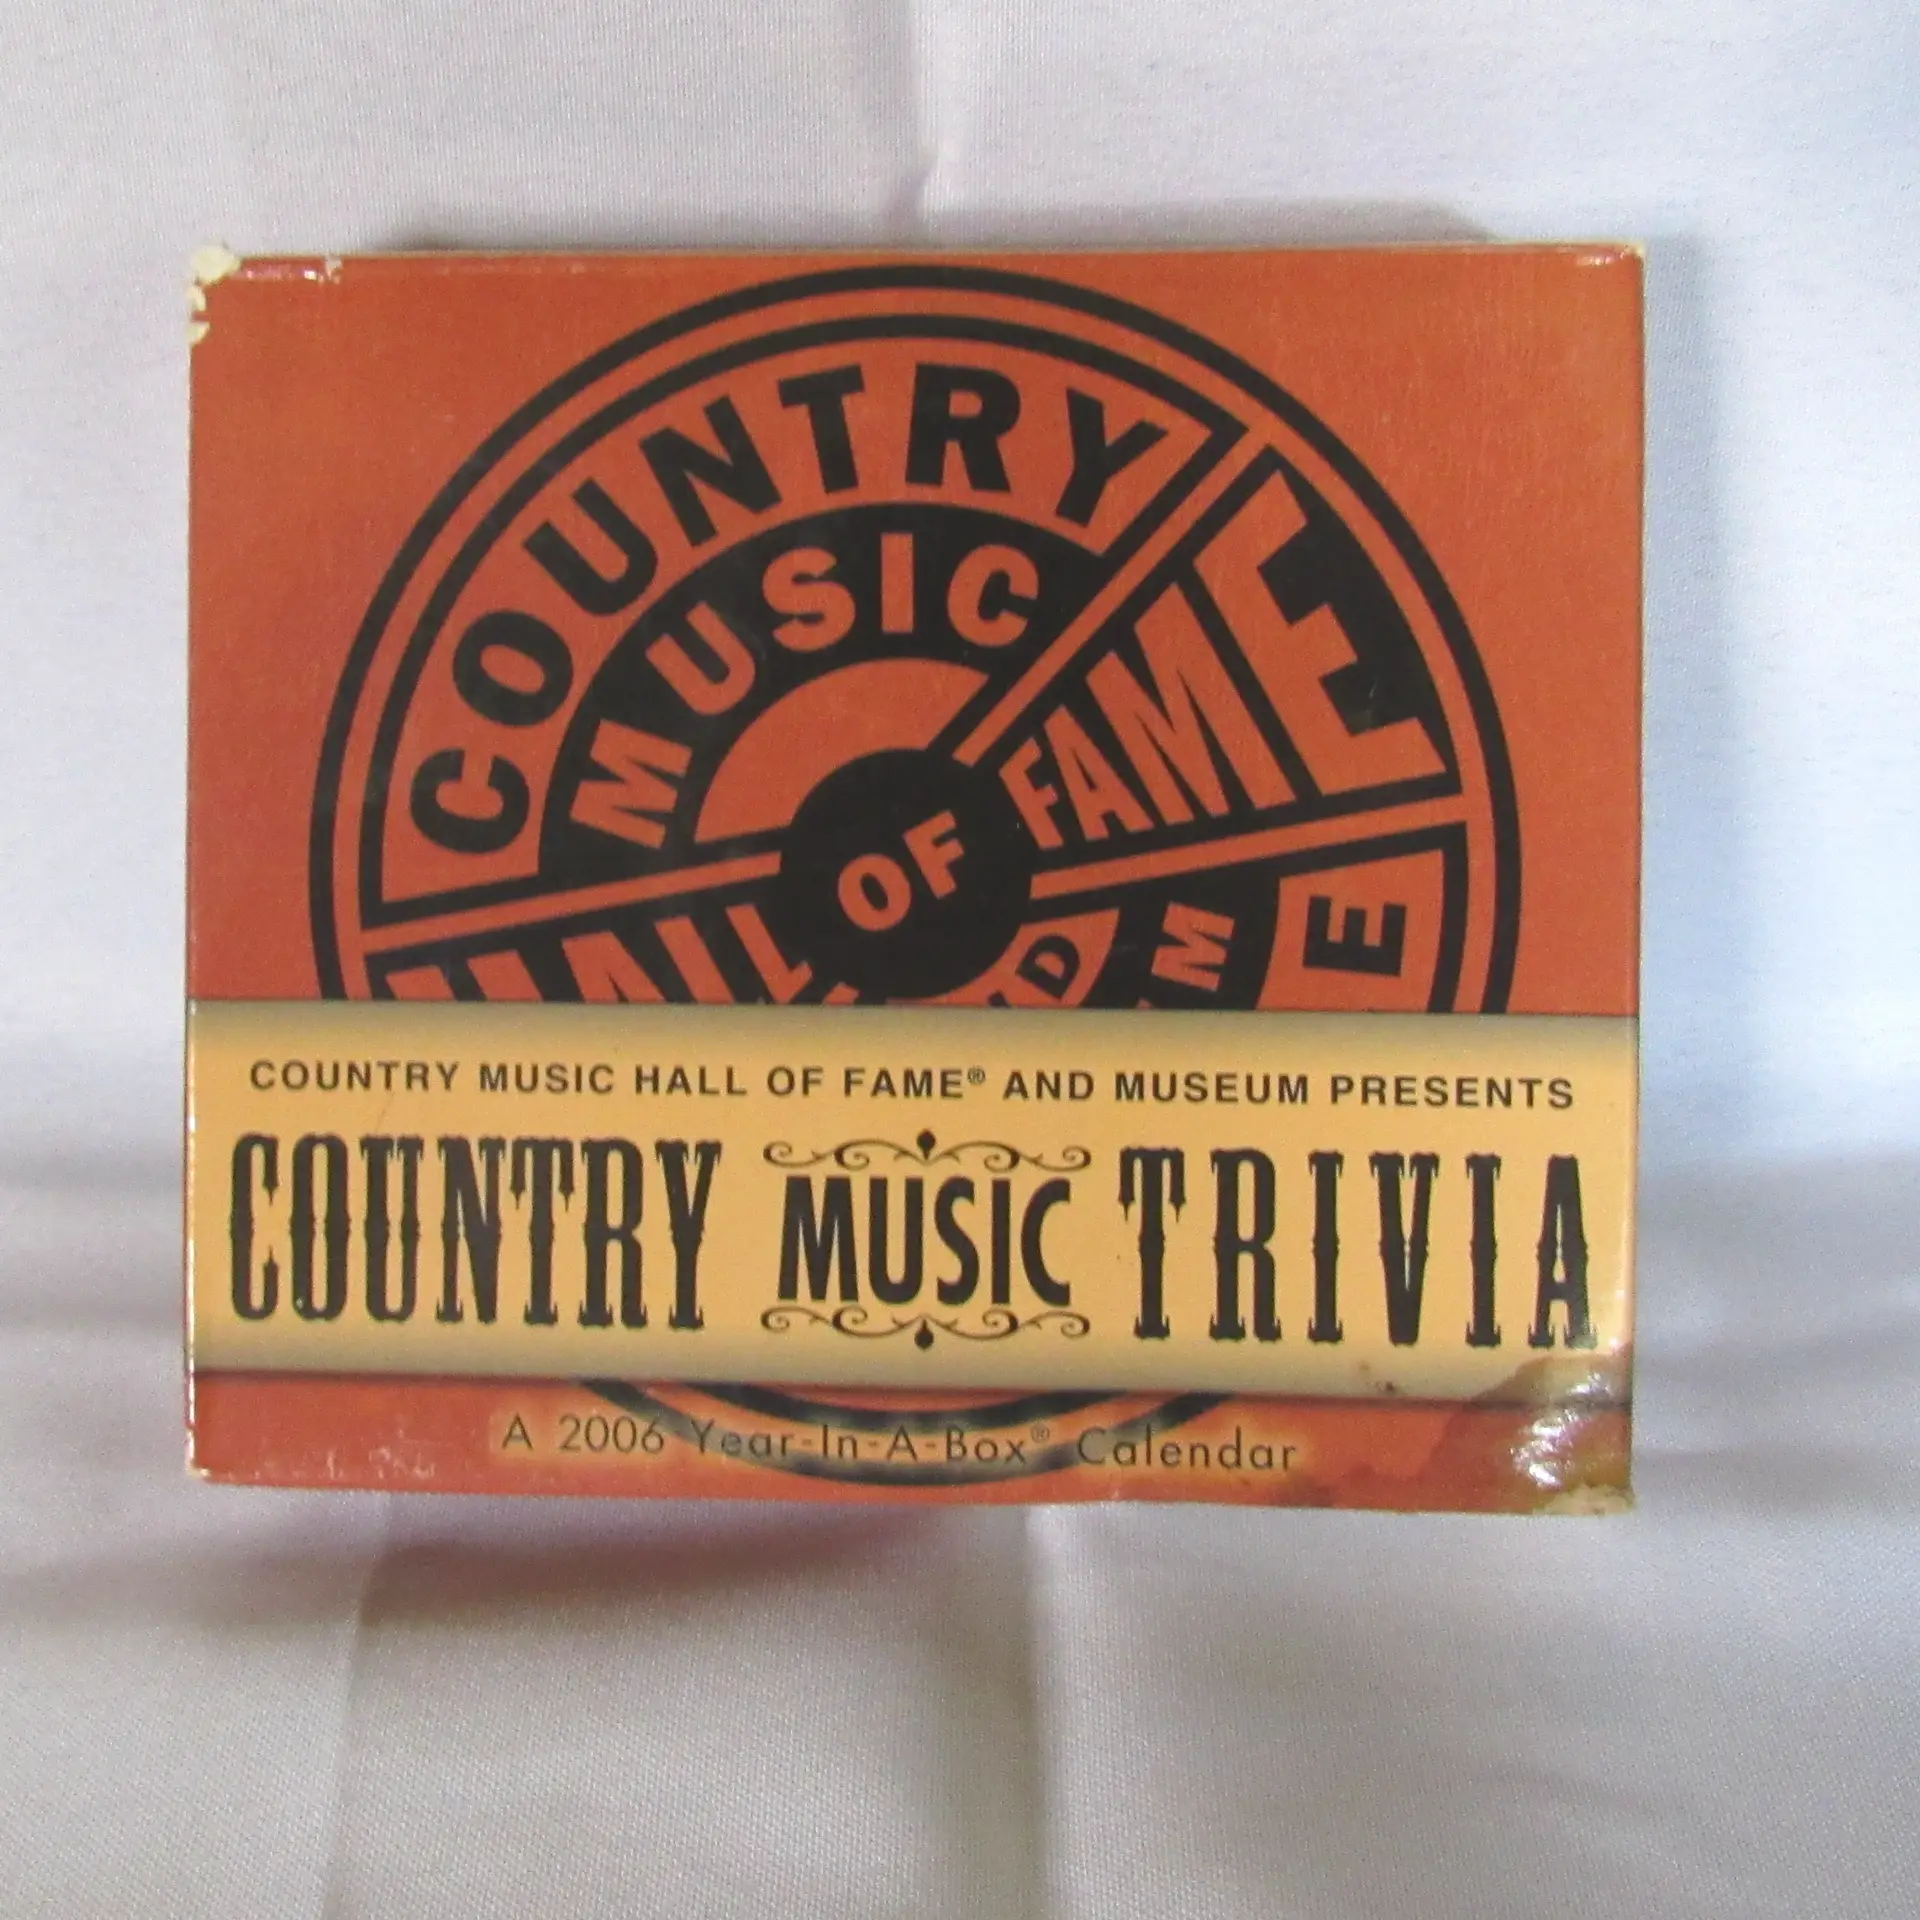 COUNTRY
MUSIC
HALL OF FAME
COUNTRY MUSIC HALL OF FAME® AND MUSEUM PRESENTS
COUNTRY MUSIC TRIVIA
A 2006 Year-In-A-Box® Calendar